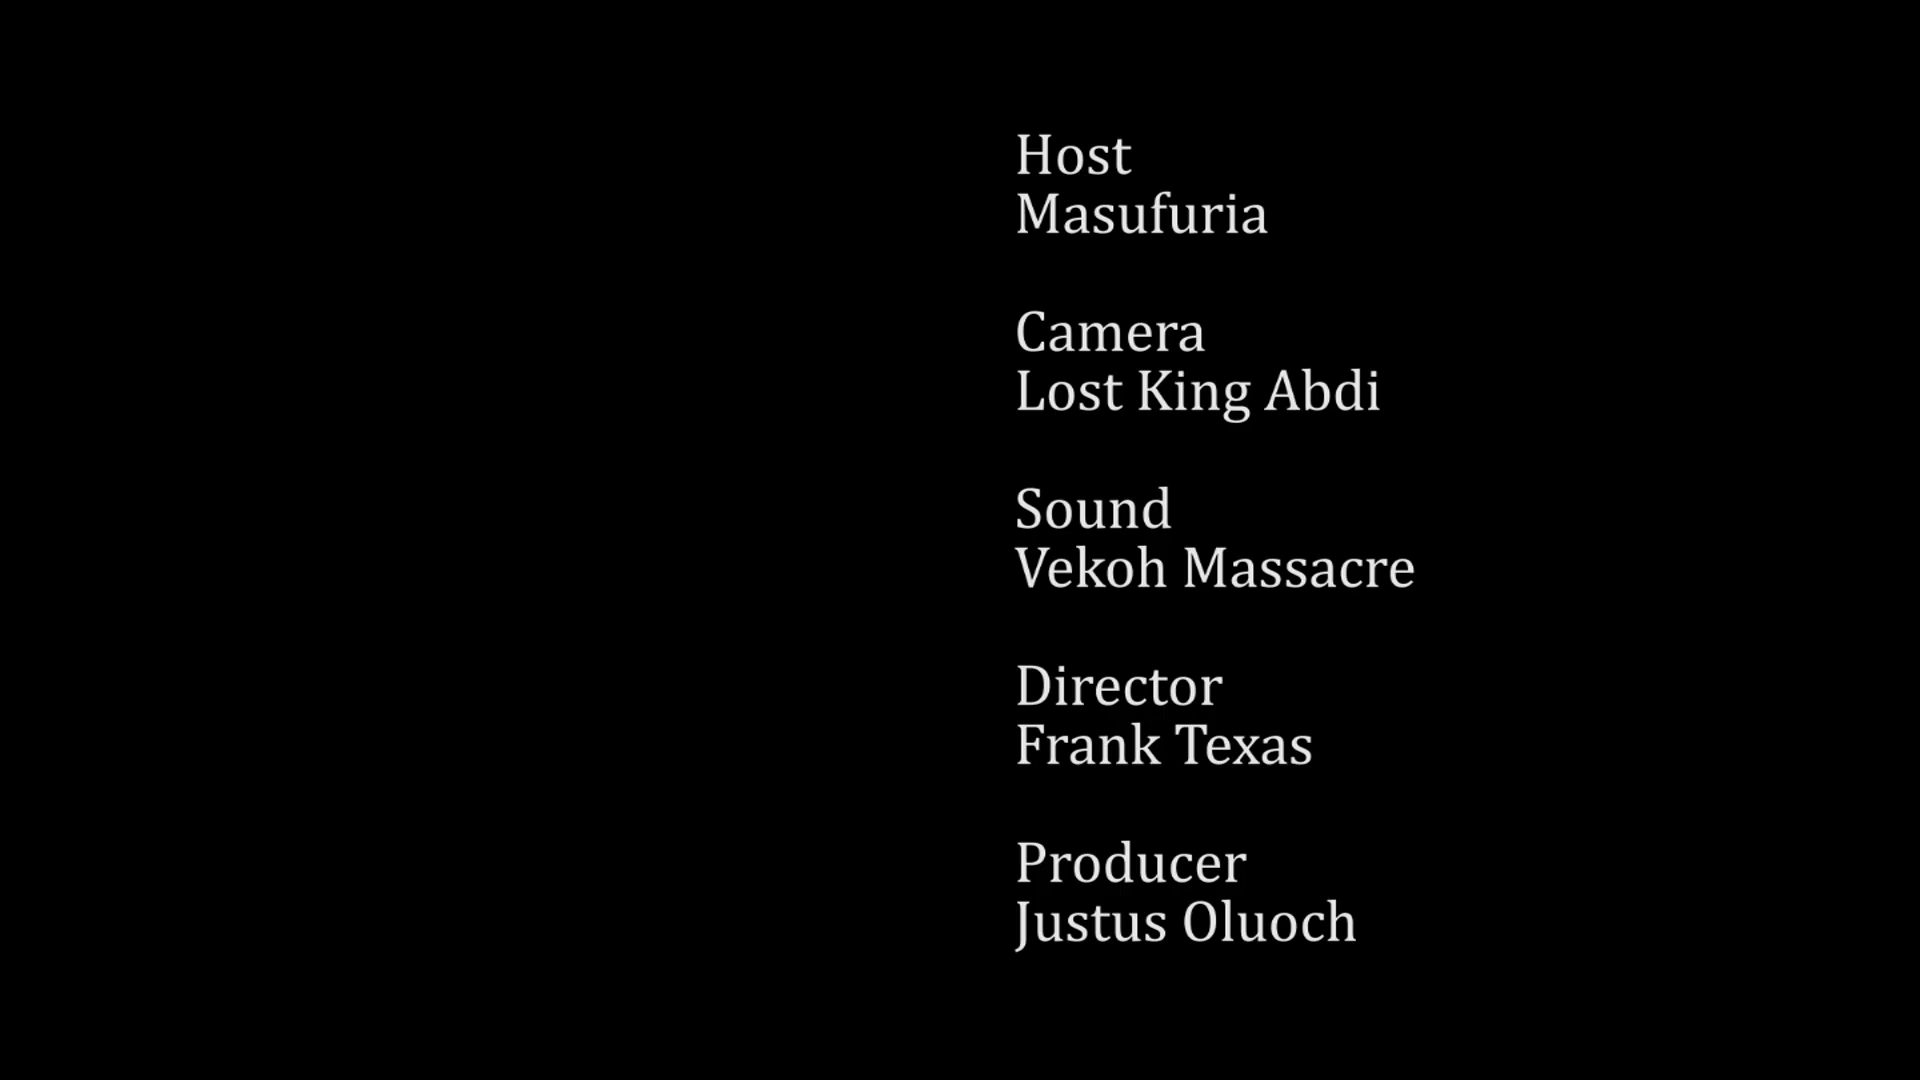 Host
Masufuria
Camera
Lost King Abdi
Sound
Vekoh Massacre
Director
Frank Texas
Producer
Justus Oluoch